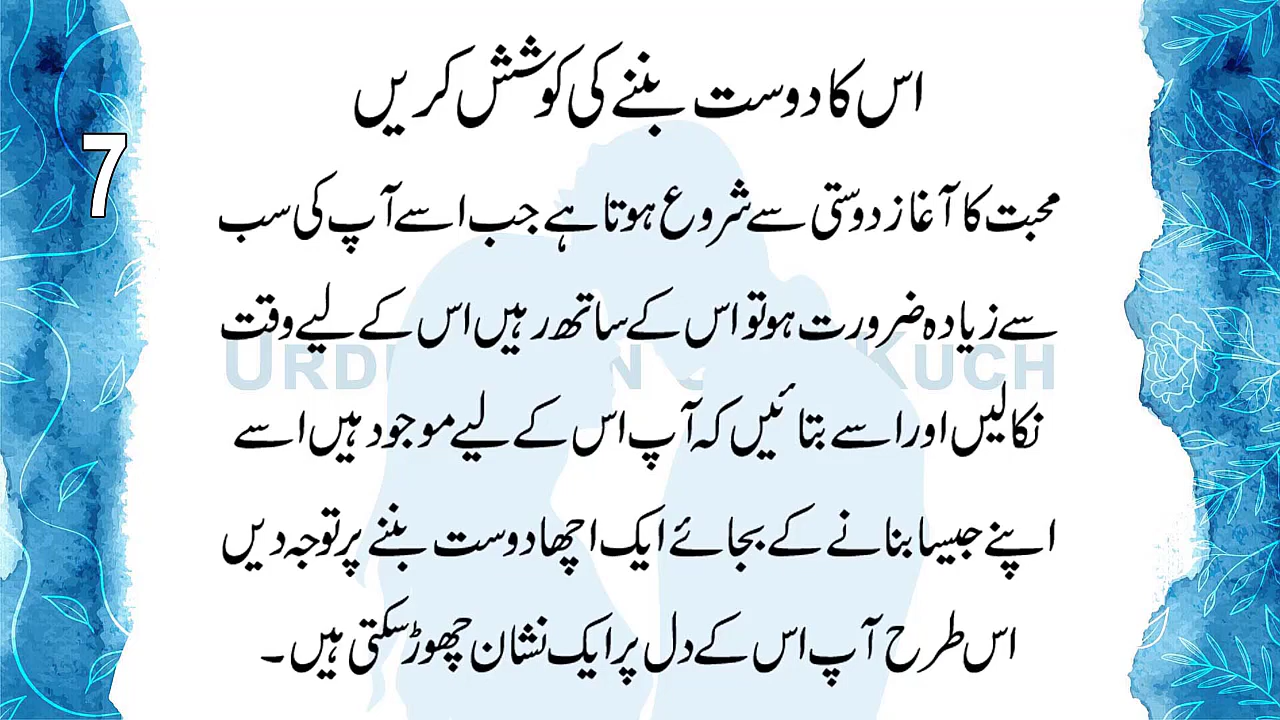 7
اس کا دوست بننے کی کوشش کریں
محبت کا آغاز دوستی سے شروع ہوتا ہے جب اسے آپ کی سب
سے زیادہ ضرورت ہو تو اس کے ساتھ رہیں اس کے لیے وقت
نکالیں اور اسے بتائیں کہ آپ اس کے لیے موجود ہیں اسے
اپنے جیسا بنانے کے بجائے ایک اچھا دوست بننے پر توجہ دیں
اس طرح آپ اس کے دل پر ایک نشان چھوڑ سکتی ہیں۔
URDU KUCH